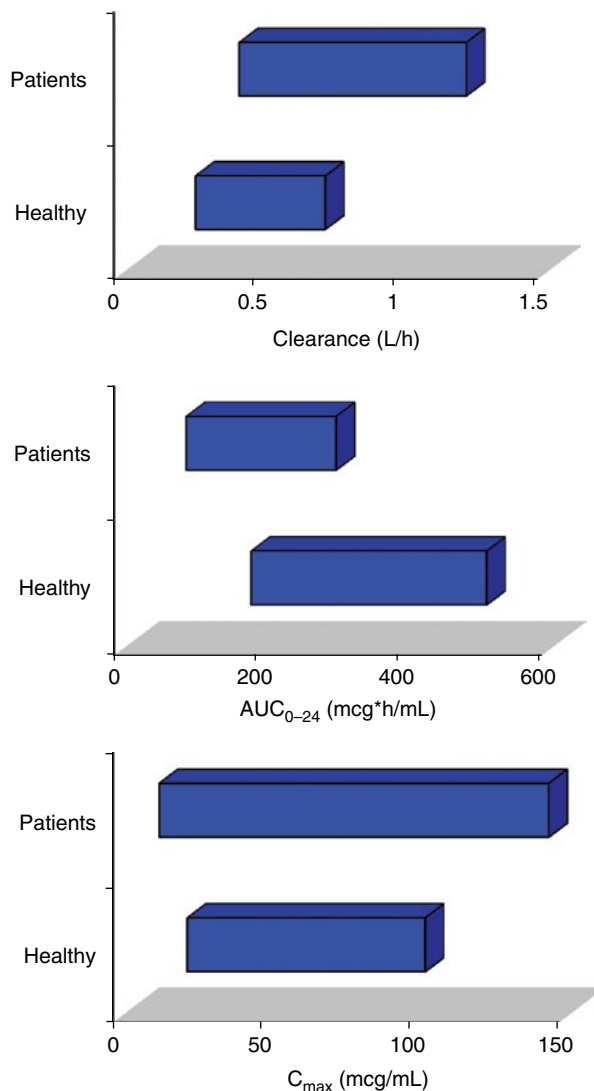 Patients
Healthy
0 0.5 1 1.5
Clearance (L/h)
Patients
Healthy
0 200 400 600
AUC0–24 (mcg*h/mL)
Patients
Healthy
0 50 100 150
Cmax (mcg/mL)